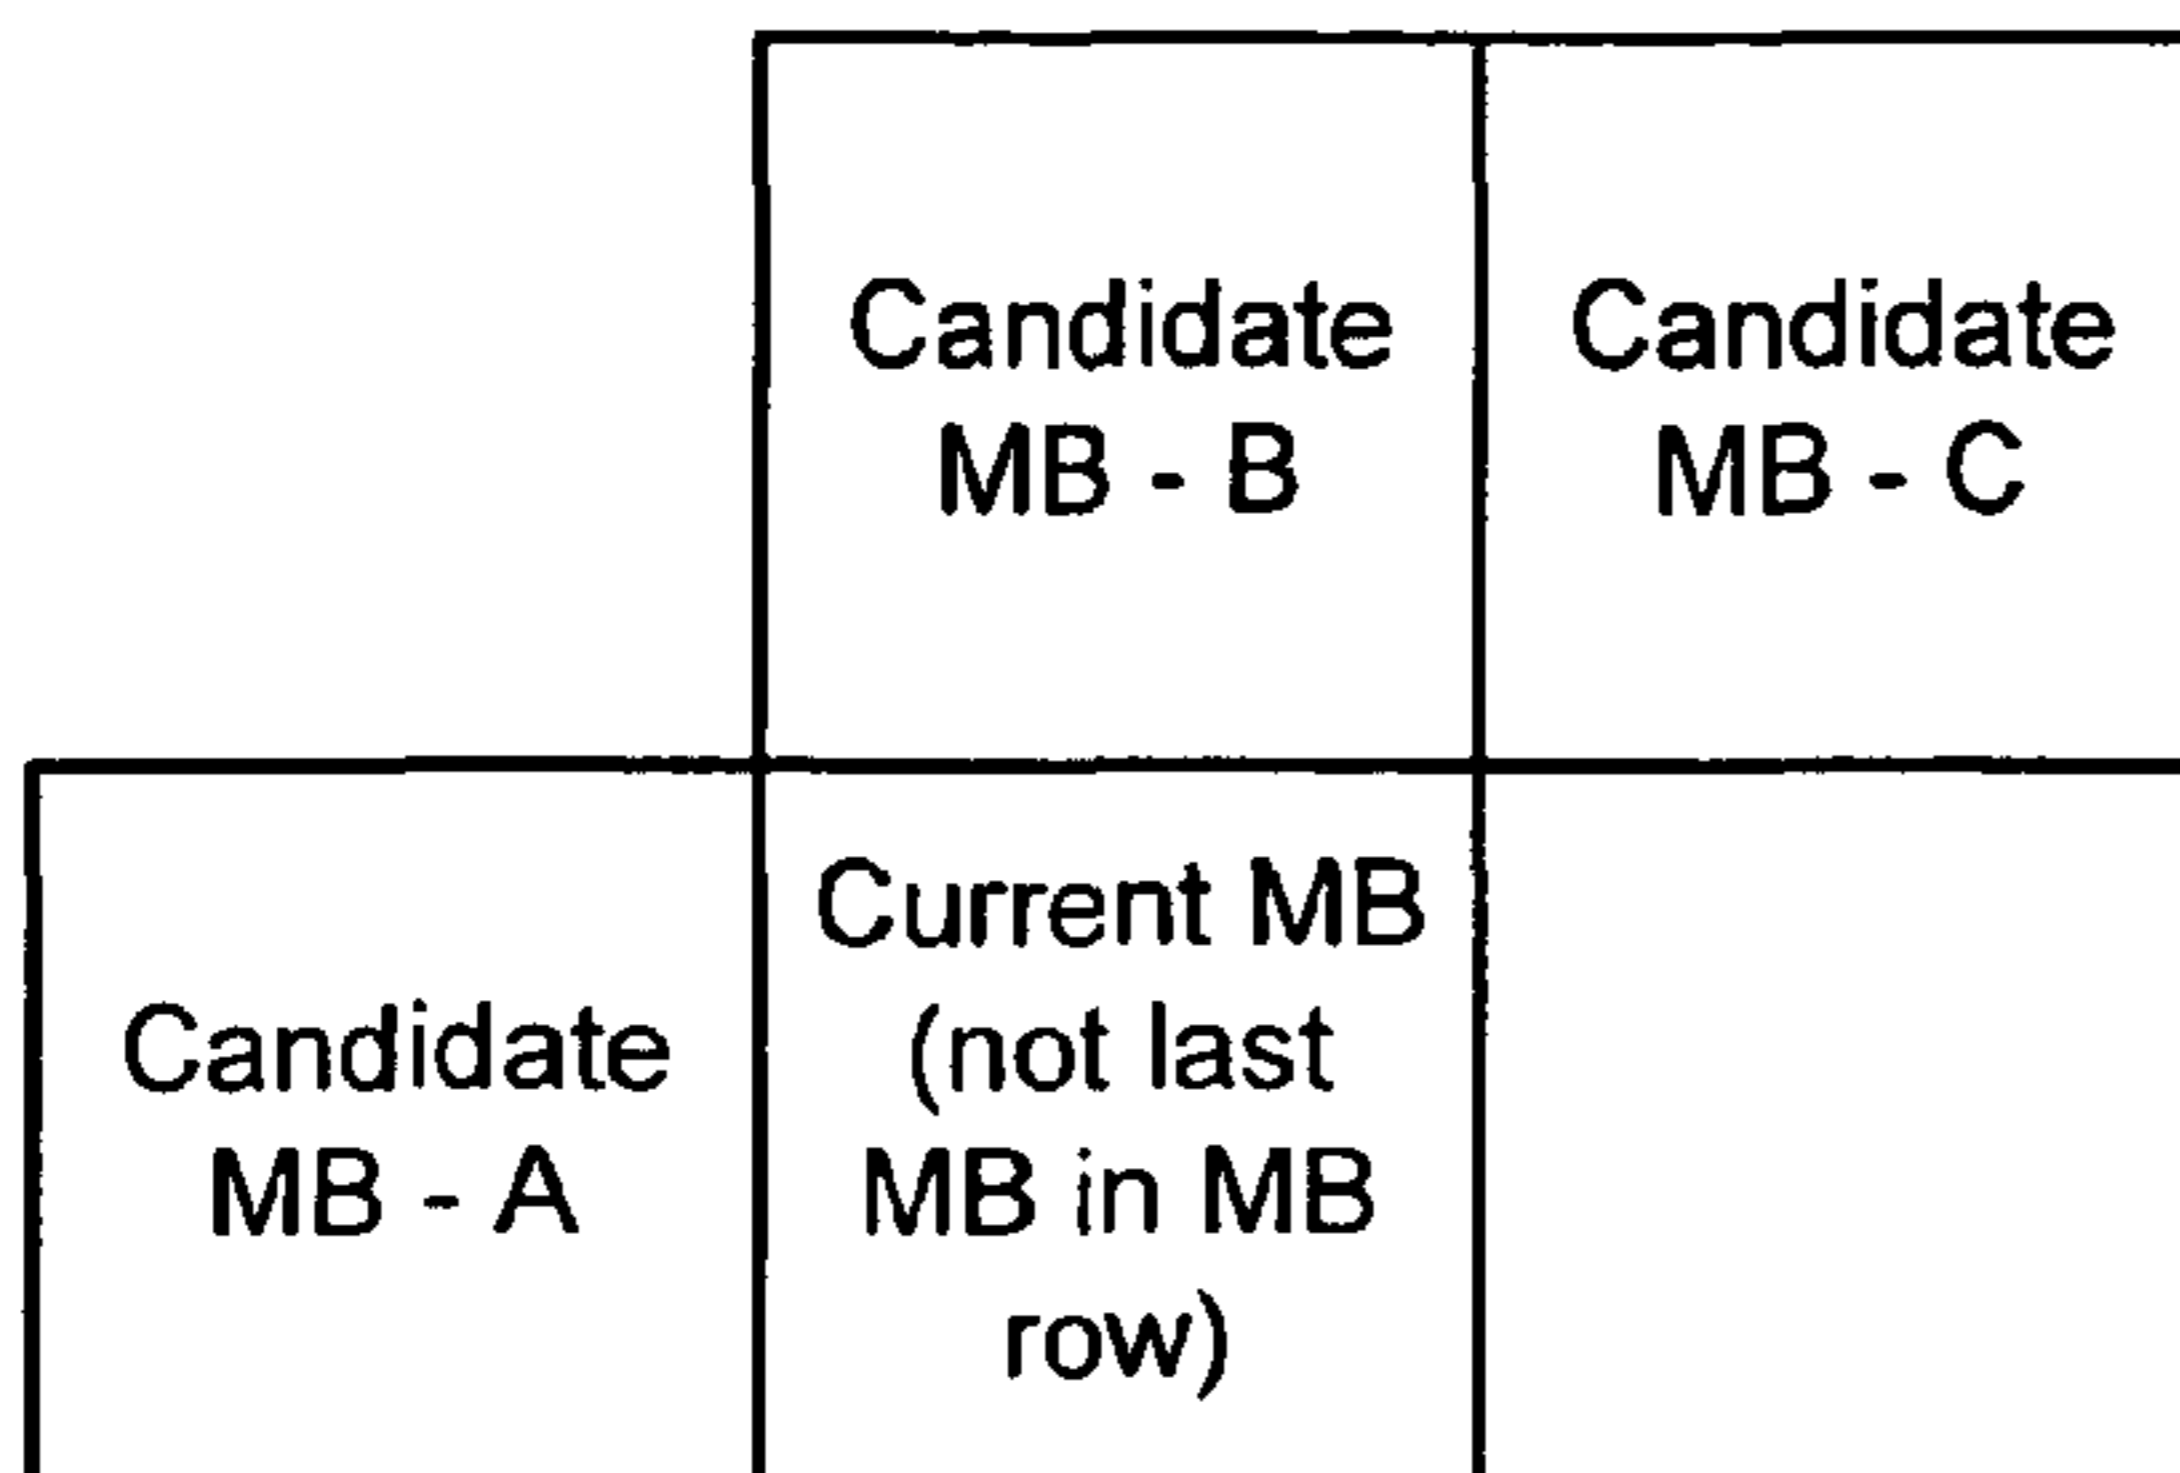 Candidate
MB - B
Candidate
MB - C
Candidate
MB - A
Current MB
(not last
MB in MB
row)